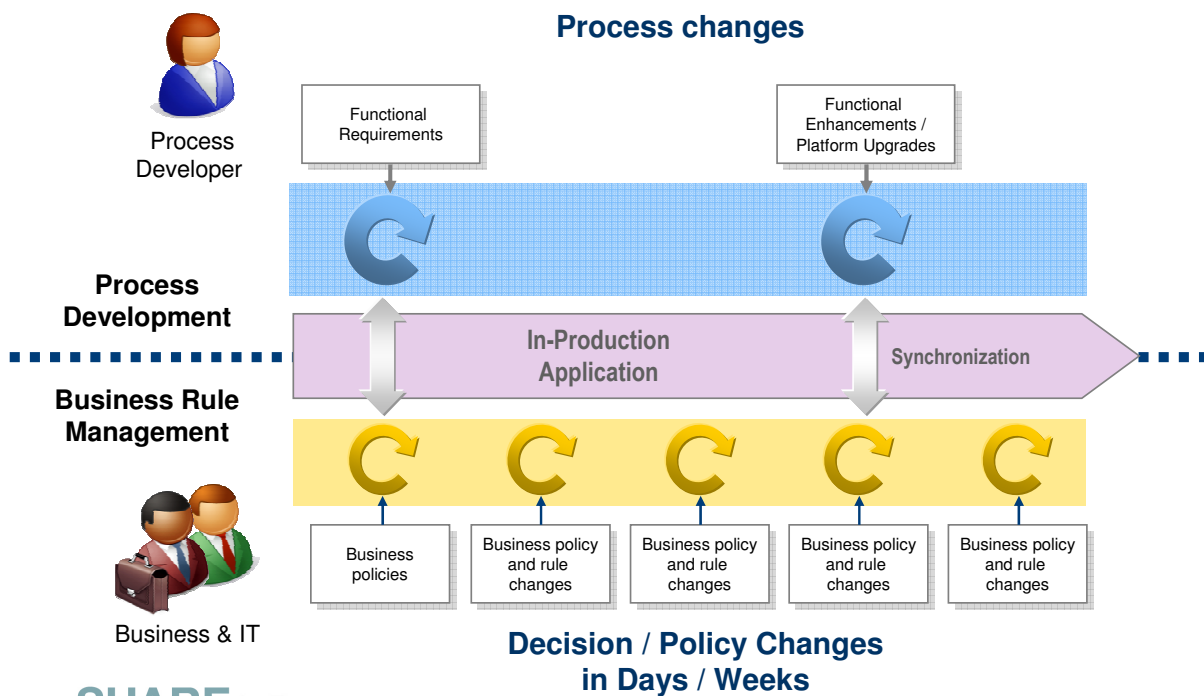 Process changes
Process
Developer
Functional
Requirements
Functional
Enhancements /
Platform Upgrades
Process
Development
In-Production
Application
Synchronization
Business Rule
Management
Business
policies
Business policy
and rule
changes
Business policy
and rule
changes
Business policy
and rule
changes
Business policy
and rule
changes
Business & IT
Decision / Policy Changes
in Days / Weeks
SHARE